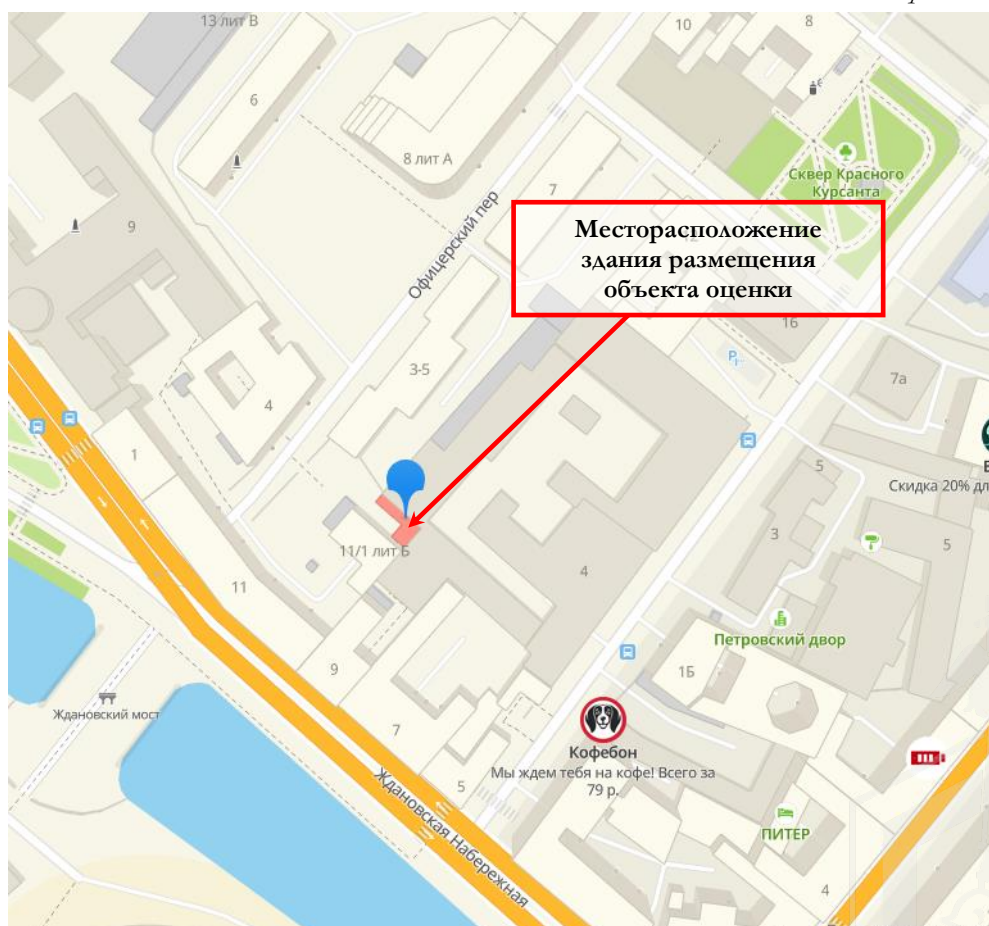 13 лит В
10
8
6
8 лит А
Сквер Красного
Курсанта
7
9
Офицерский пер
Месторасположение
здания размещения
объекта оценки
12
16
P
3-5
7а
4
1
5
Скидка 20% дл
11/1 лит Б
3
5
4
11
Петровский двор
9
1Б
Ждановский мост
7
Кофебон
Мы ждем тебя на кофе! Всего за
79 р.
5
Ждановская Набережная
ПИТЕР
4